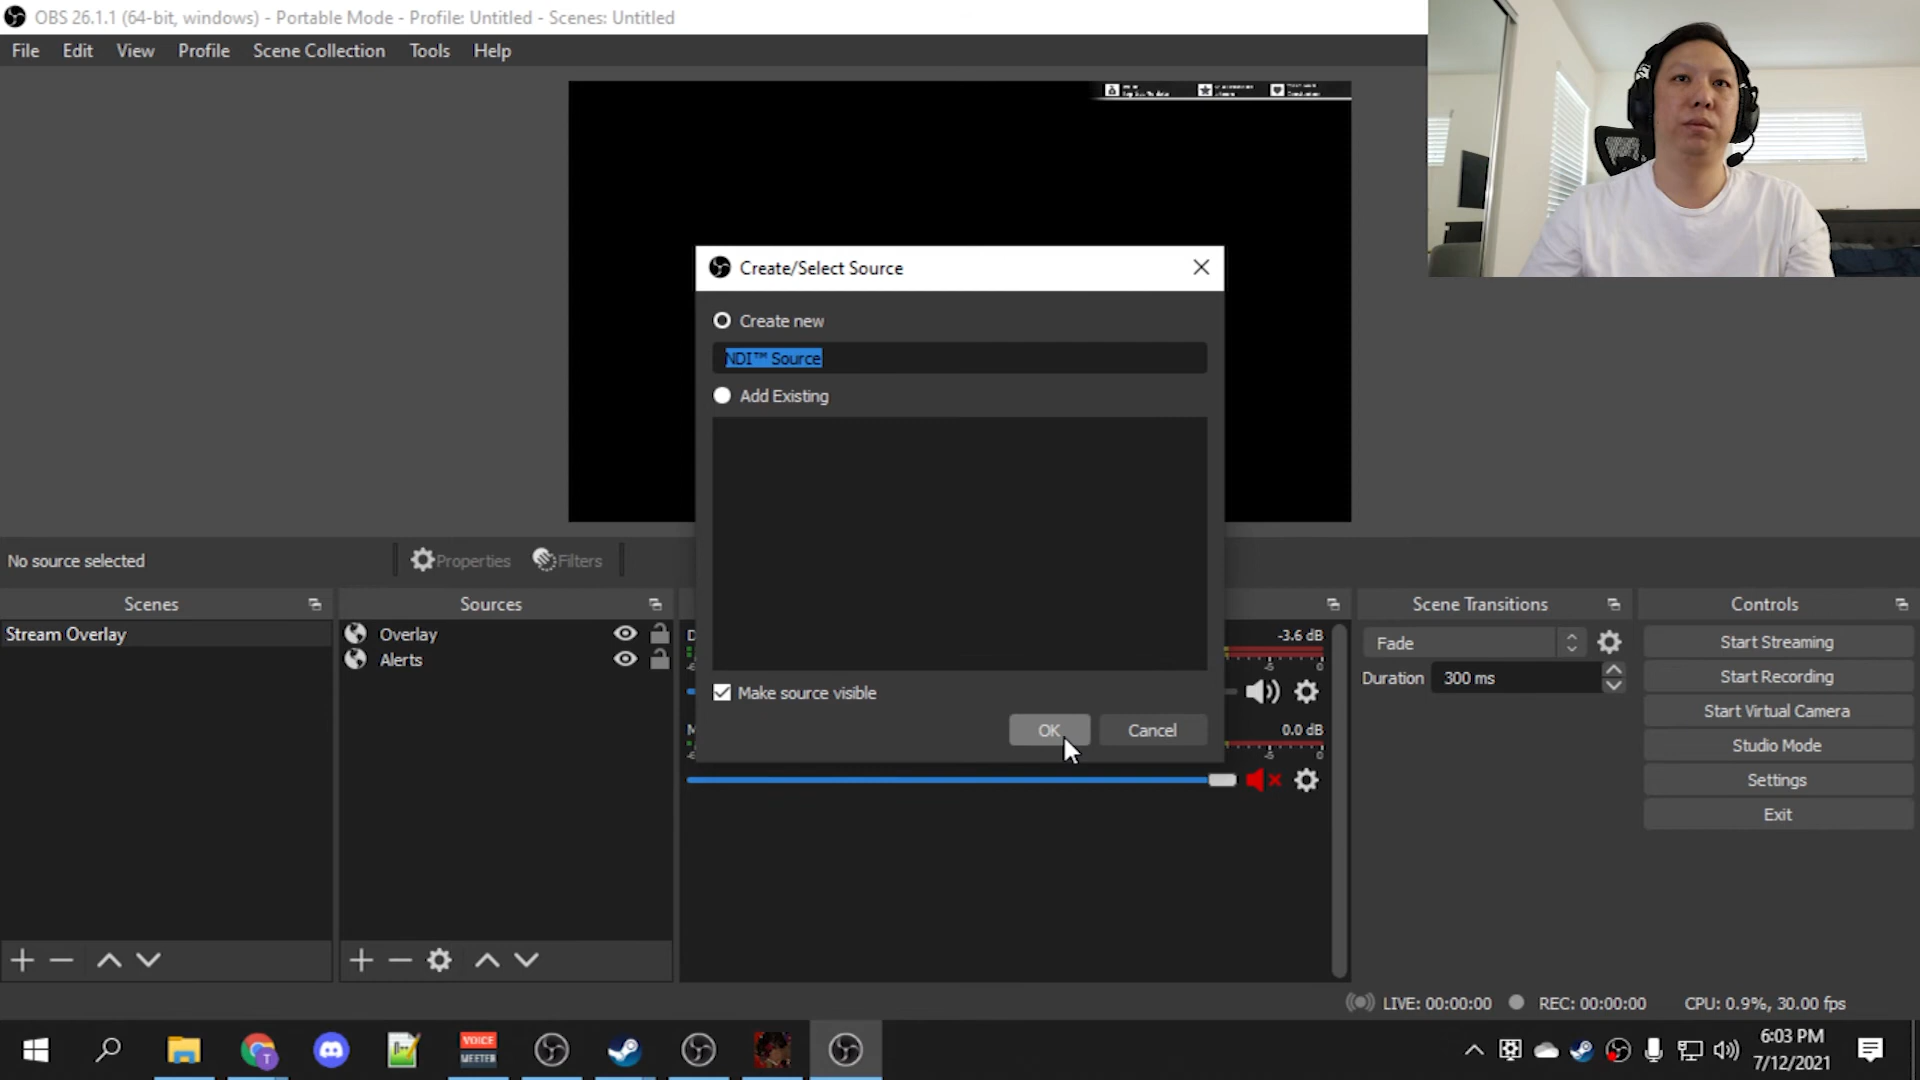 OBS 26.1.1 (64-bit, windows) - Portable Mode - Profile: Untitled - Scenes: Untitled
File Edit View Profile Scene Collection Tools Help
Create/Select Source
Create new
NDI™ Source
Add Existing
Make source visible
OK Cancel
No source selected
Properties Filters
Scenes
Stream Overlay
Sources
Overlay
Alerts
-3.6 dB
-5 0
0.0 dB
-5 0
Scene Transitions
Fade
Duration 300 ms
Controls
Start Streaming
Start Recording
Start Virtual Camera
Studio Mode
Settings
Exit
LIVE: 00:00:00 REC: 00:00:00 CPU: 0.9%, 30.00 fps
T
VOICE
MEETER
6:03 PM
7/12/2021